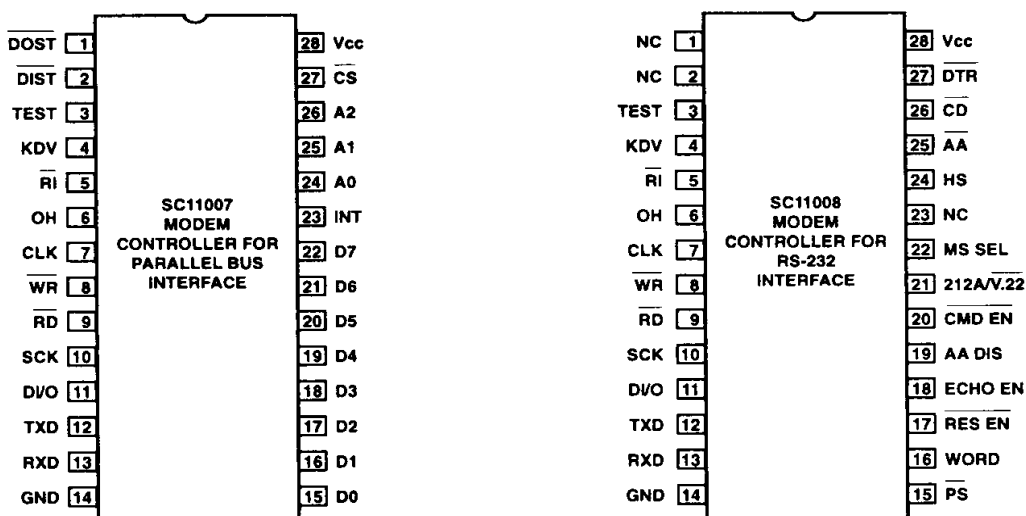 DOST 1 28 Vcc
DIST 2 27 CS
TEST 3 26 A2
KDV 4 25 A1
RI 5 24 A0
OH 6 23 INT
CLK 7 22 D7
WR 8 21 D6
RD 9 20 D5
SCK 10 19 D4
DI/O 11 18 D3
TXD 12 17 D2
RXD 13 16 D1
GND 14 15 D0
SC11007
MODEM
CONTROLLER FOR
PARALLEL BUS
INTERFACE
NC 1 28 Vcc
NC 2 27 DTR
TEST 3 26 CD
KDV 4 25 AA
RI 5 24 HS
OH 6 23 NC
CLK 7 22 MS SEL
WR 8 21 212A/V.22
RD 9 20 CMD EN
SCK 10 19 AA DIS
DI/O 11 18 ECHO EN
TXD 12 17 RES EN
RXD 13 16 WORD
GND 14 15 PS
SC11008
MODEM
CONTROLLER FOR
RS-232
INTERFACE